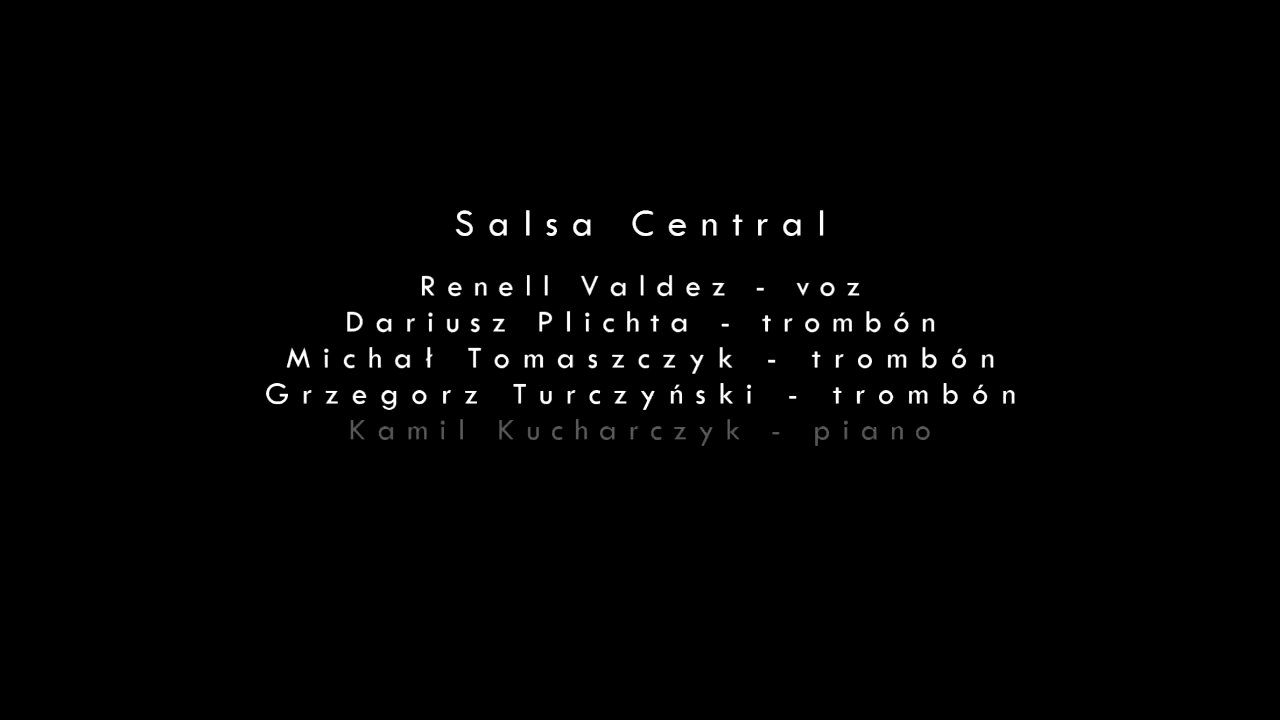 Salsa Central
Renell Valdez - voz
Dariusz Plichta - trombón
Michał Tomaszczyk - trombón
Grzegorz Turczyński - trombón
Kamil Kucharczyk - piano